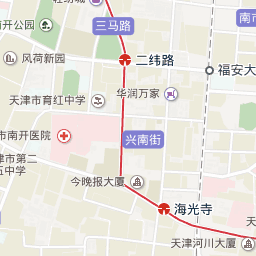 南开公园
三马路
南市
风荷新园
二纬路
福安大
天津市育红中学
华润万家
市南开医院
兴南街
天津市第二
五中学
今晚报大厦
海光寺
天津河川大厦